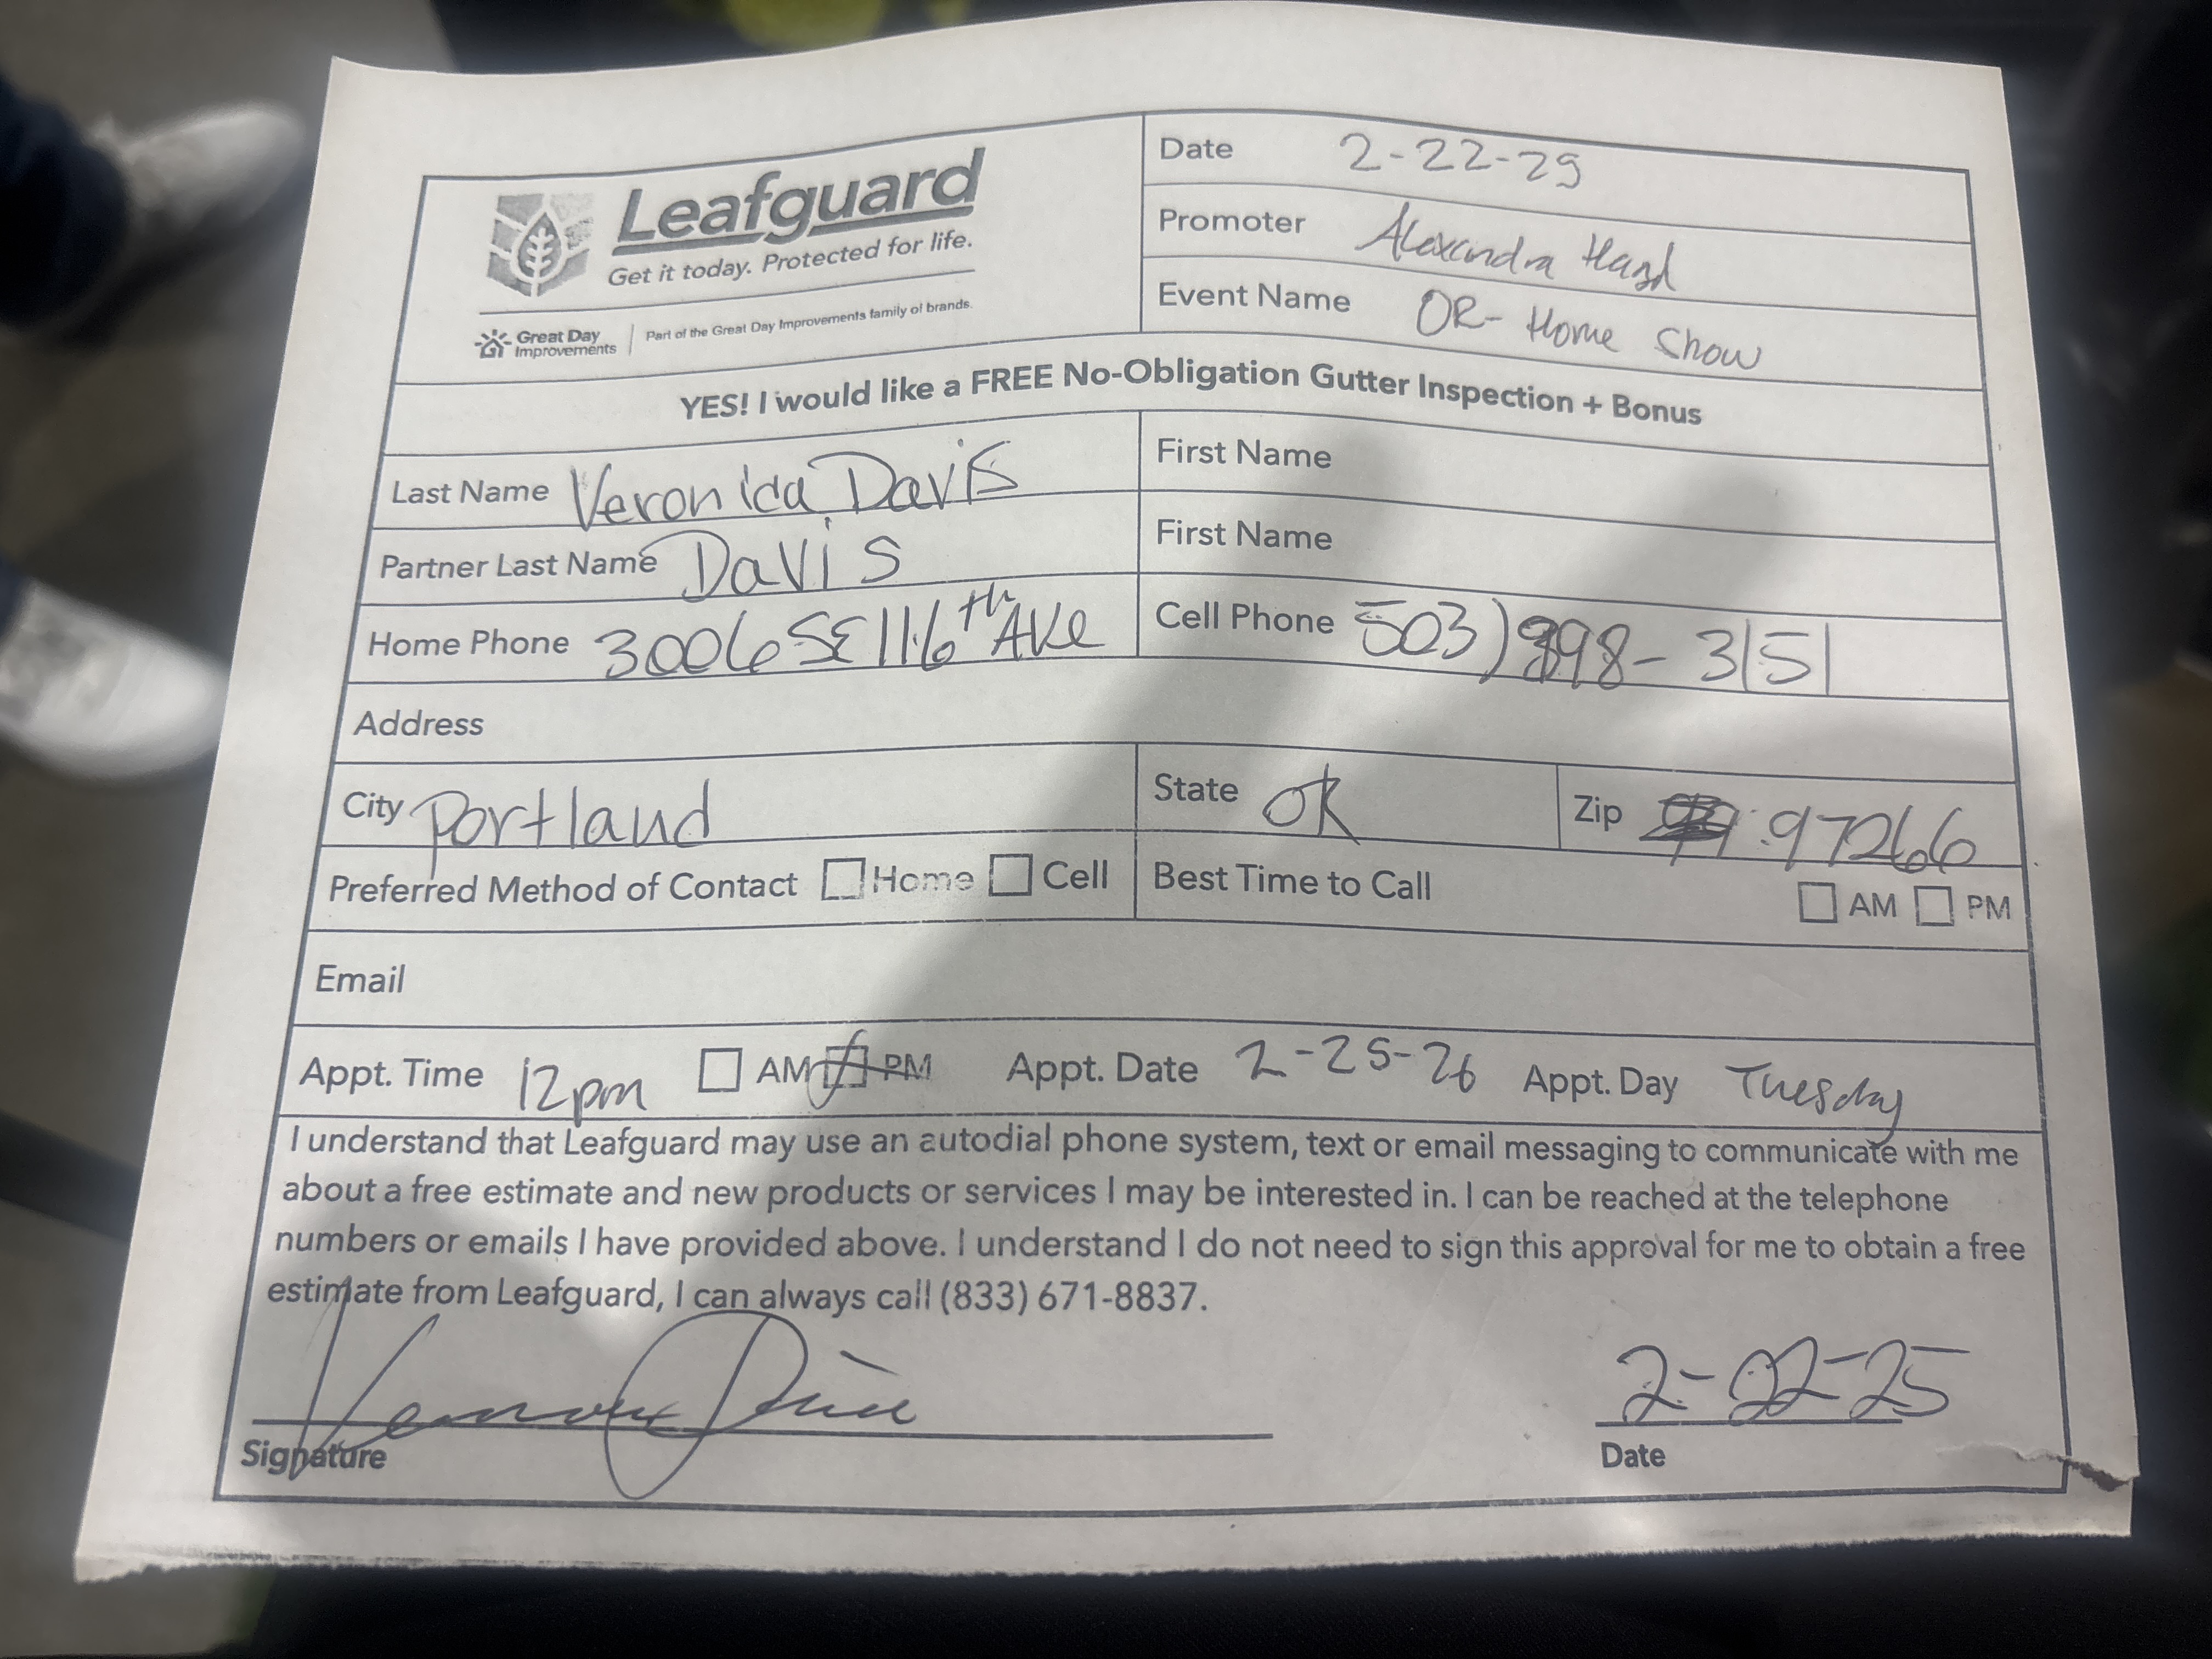 Leafguard
Get it today. Protected for life.
Great Day Improvements | Part of the Great Day Improvements family of brands.
Date 2-22-25
Promoter Alexindra Hand
Event Name OR- Home Show
YES! I would like a FREE No-Obligation Gutter Inspection + Bonus
Last Name Veronica Davis First Name
Partner Last Name Davis First Name
Home Phone 3006 SE 116th Ave Cell Phone 503) 998-3151
Address
City Portland State OR Zip 97266
Preferred Method of Contact Home Cell Best Time to Call AM PM
Email
Appt. Time 12pm AM PM Appt. Date 2-25-26 Appt. Day Tuesday
I understand that Leafguard may use an autodial phone system, text or email messaging to communicate with me
about a free estimate and new products or services I may be interested in. I can be reached at the telephone
numbers or emails I have provided above. I understand I do not need to sign this approval for me to obtain a free
estimate from Leafguard, I can always call (833) 671-8837.
2-22-25
Signature Date